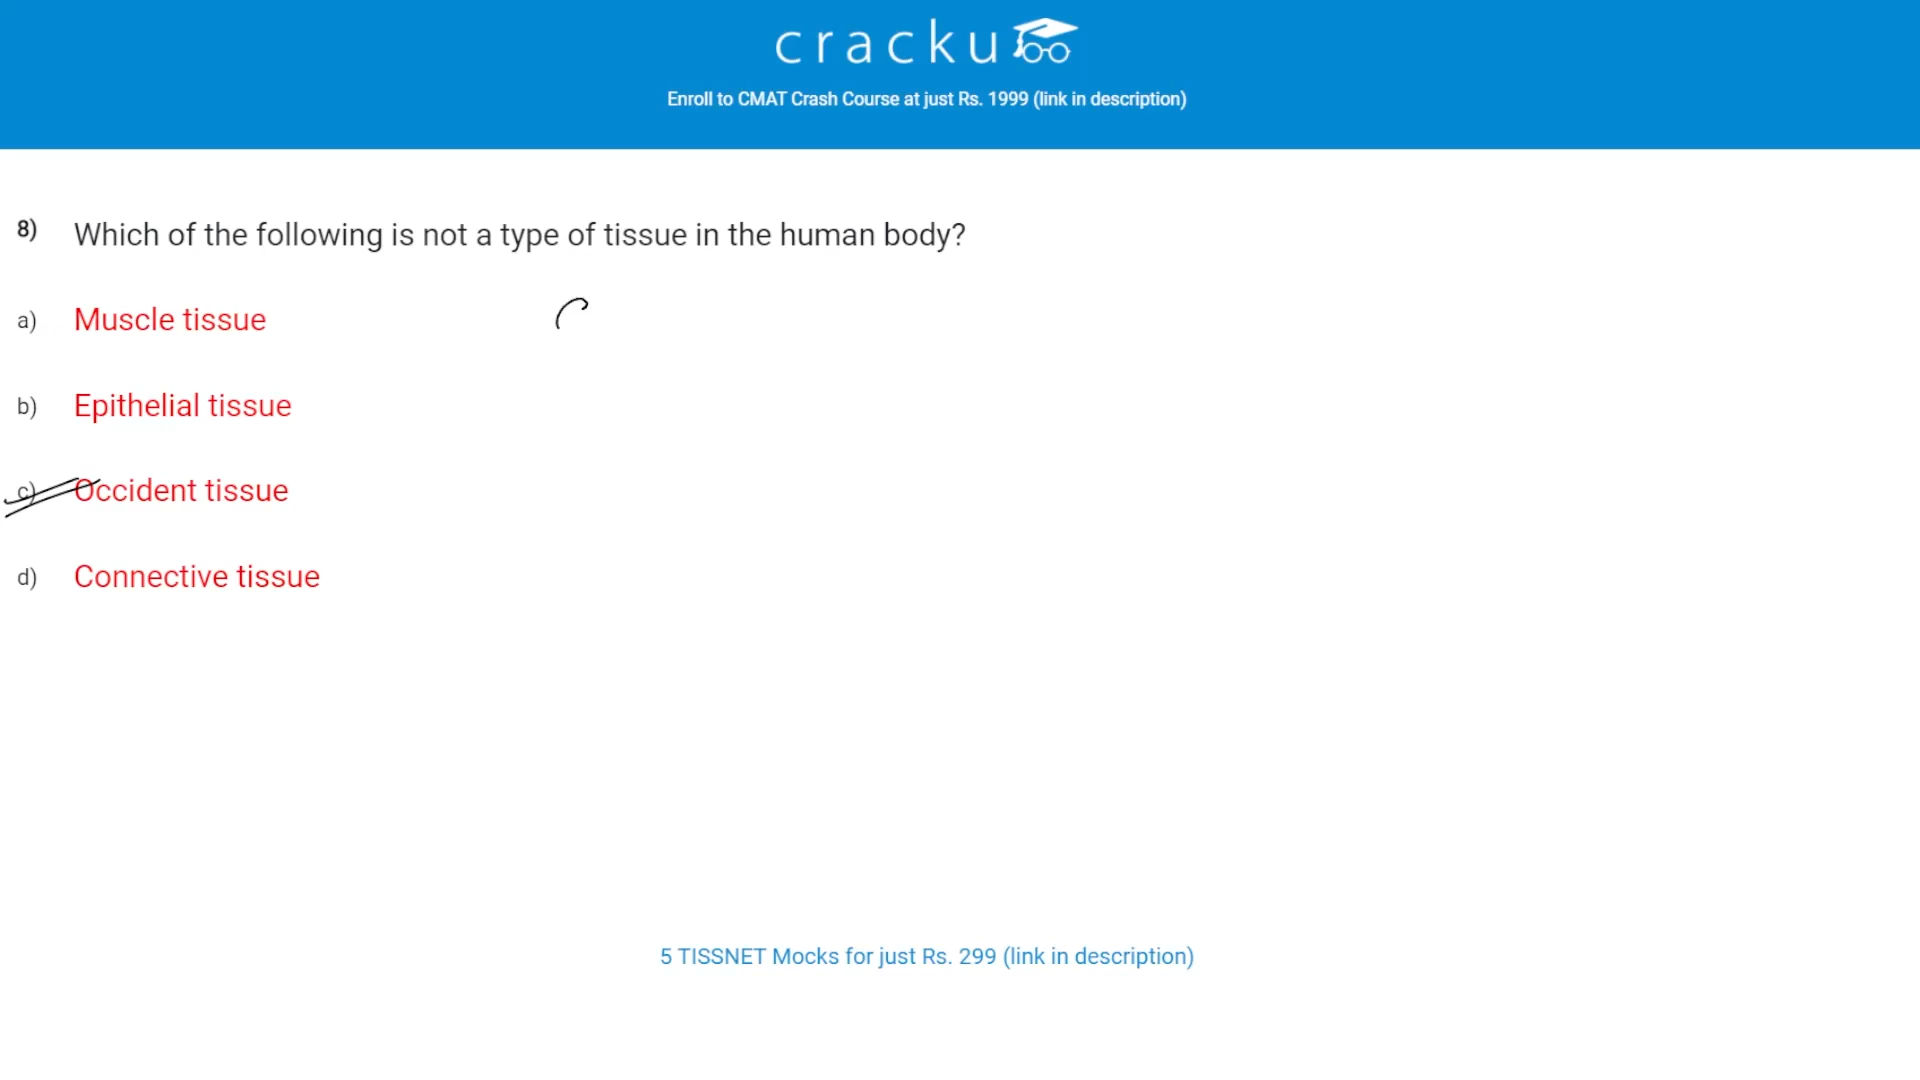 cracku
Enroll to CMAT Crash Course at just Rs. 1999 (link in description)
8) Which of the following is not a type of tissue in the human body?
a) Muscle tissue
b) Epithelial tissue
c) Occident tissue
d) Connective tissue
5 TISSNET Mocks for just Rs. 299 (link in description)